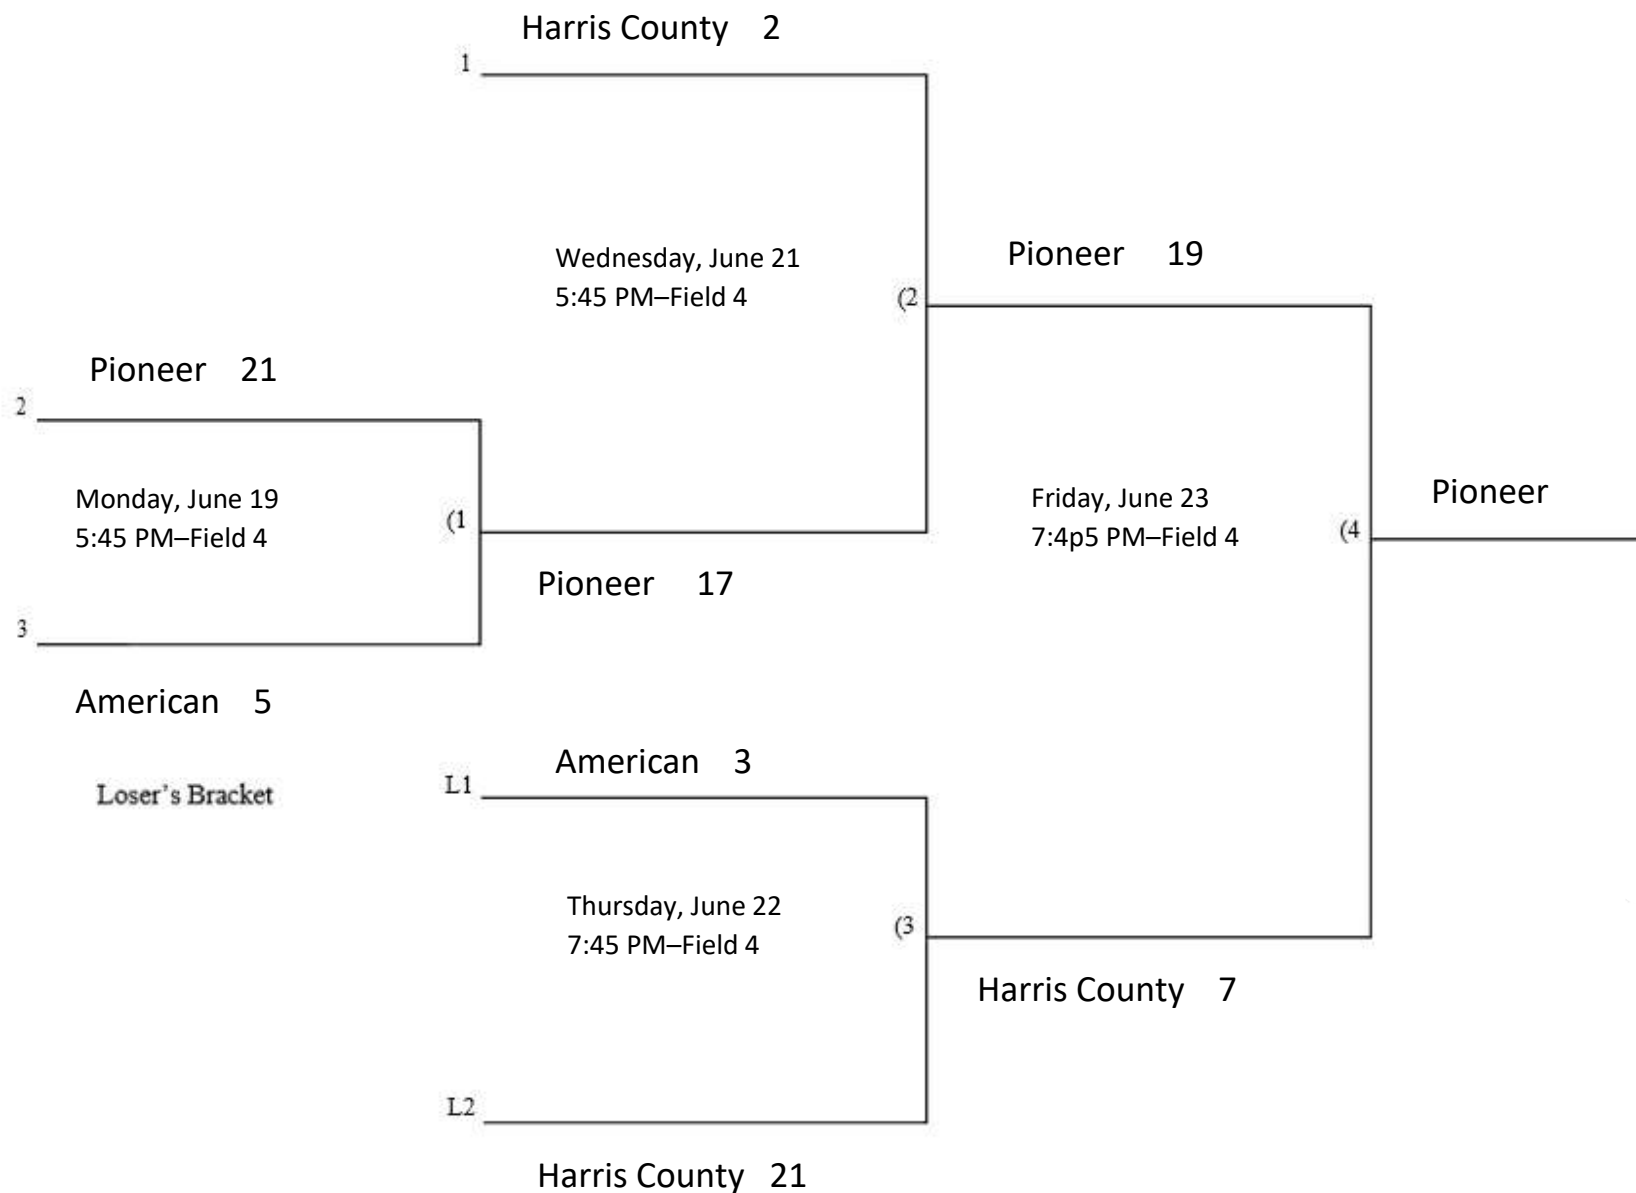 Harris County 2
1
Wednesday, June 21
5:45 PM–Field 4
(2
Pioneer 19
Pioneer 21
2
Monday, June 19
5:45 PM–Field 4
(1
Friday, June 23
7:4p5 PM–Field 4
(4
Pioneer
Pioneer 17
3
American 5
Loser's Bracket
L1
American 3
Thursday, June 22
7:45 PM–Field 4
(3
Harris County 7
L2
Harris County 21